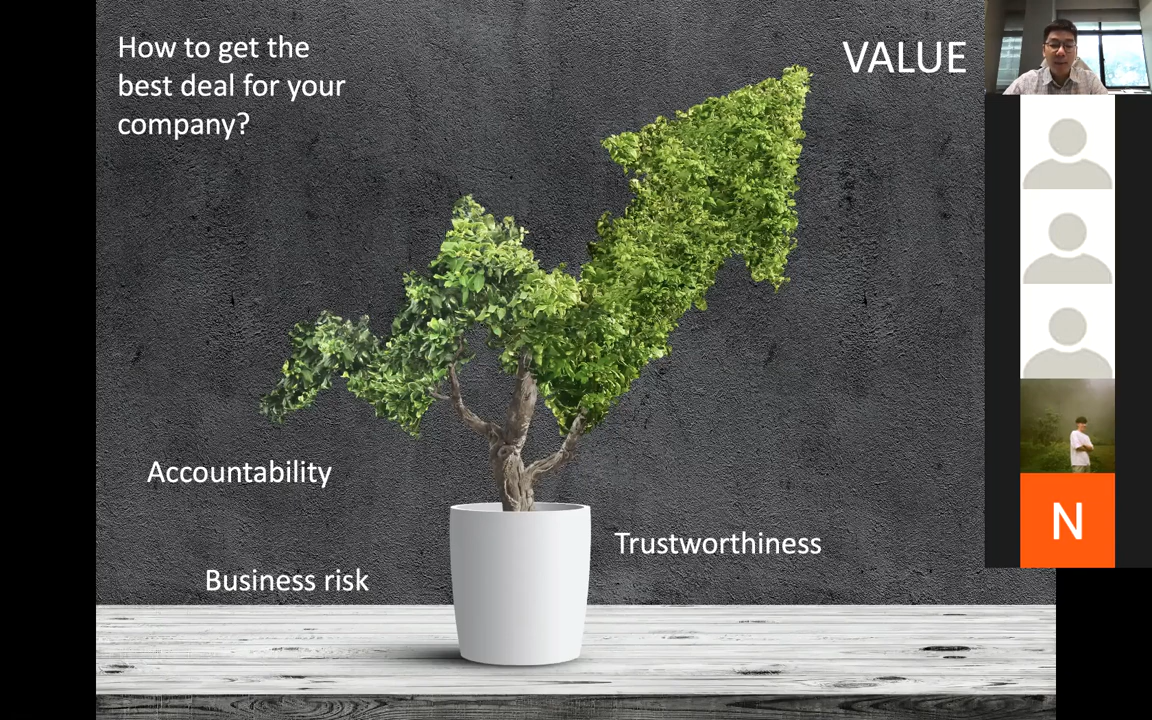 How to get the
best deal for your
company?
VALUE
Accountability
Trustworthiness
Business risk
N